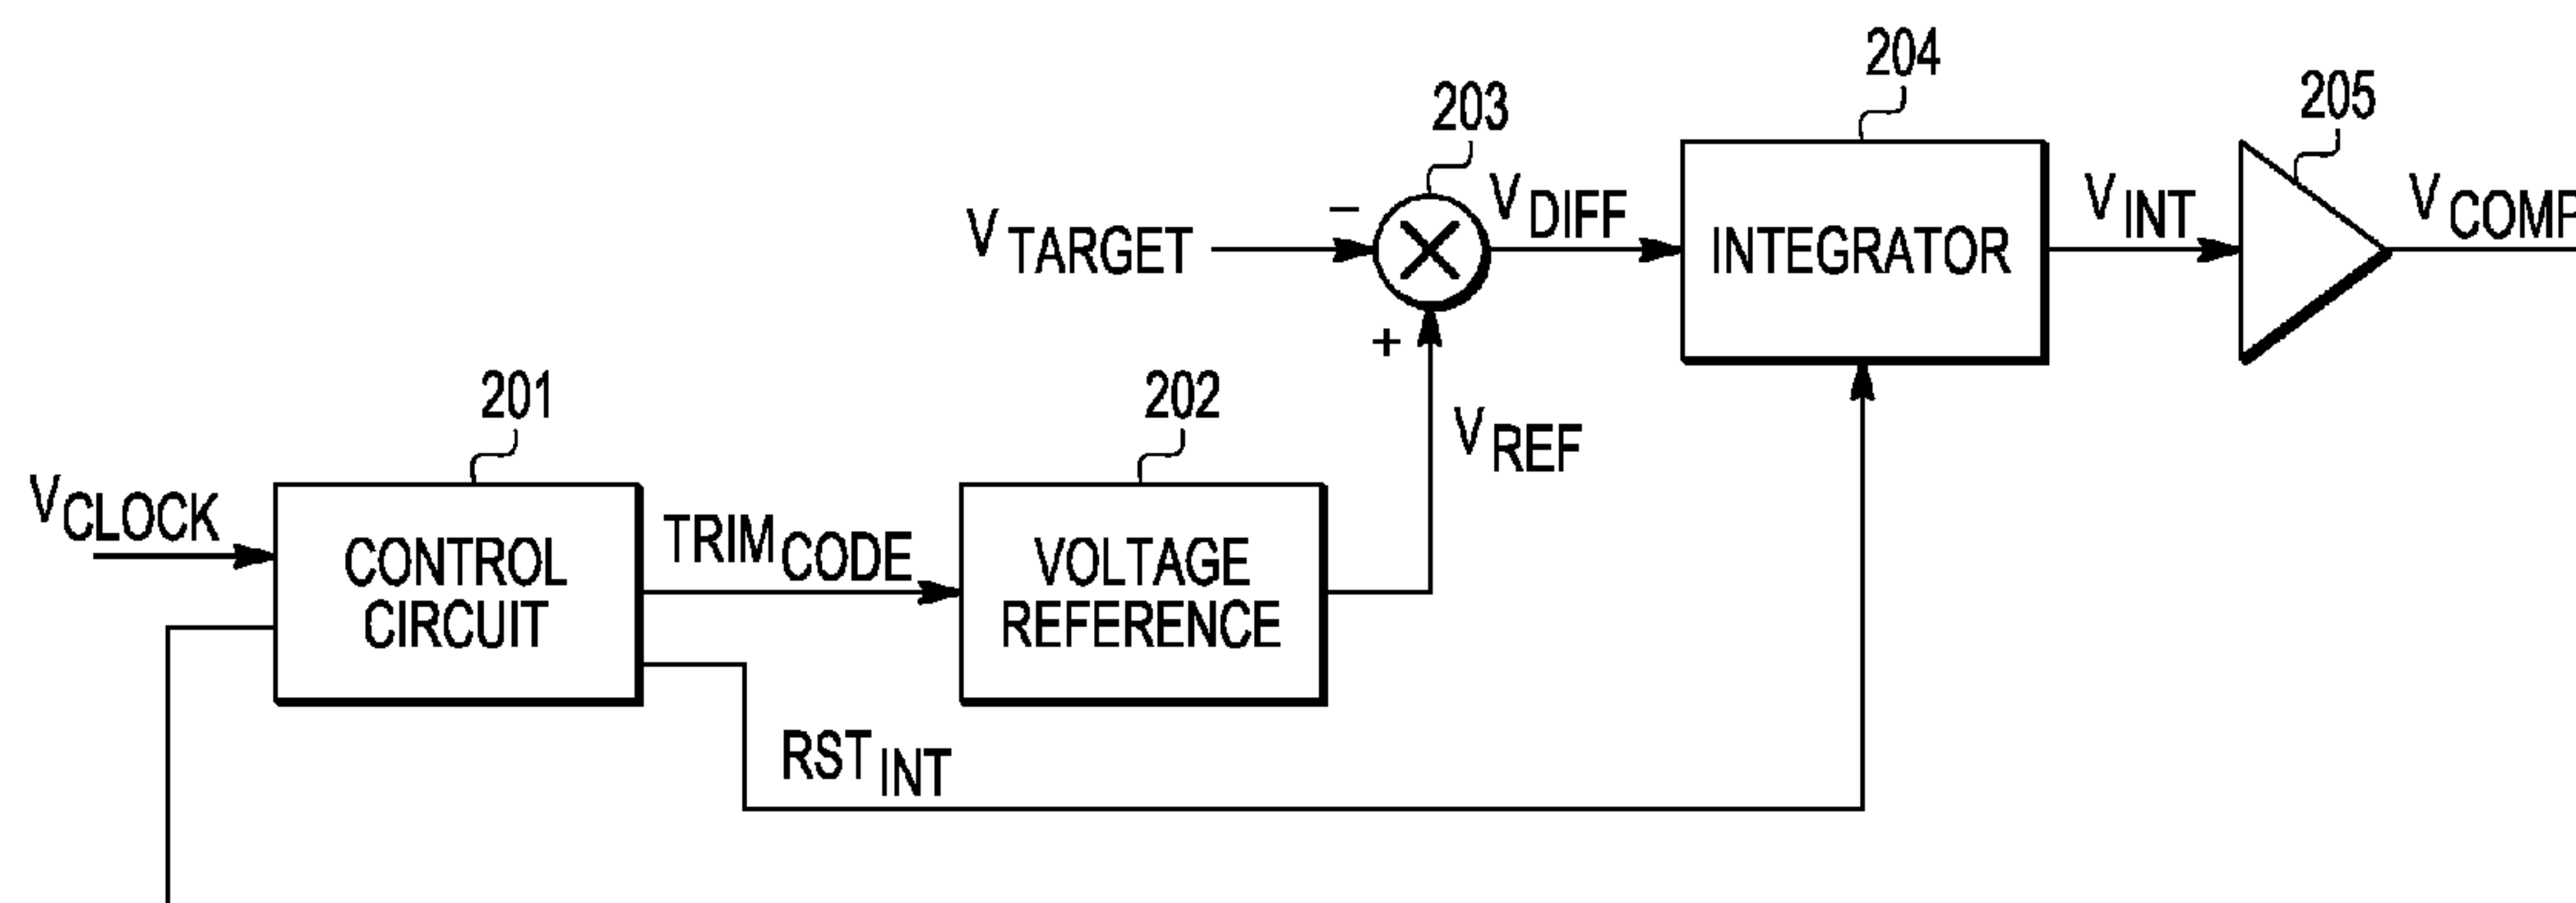 204
205
203
V TARGET
−
V DIFF
INTEGRATOR
V INT
V COMP
+
V REF
201
202
V CLOCK
CONTROL
CIRCUIT
TRIM CODE
VOLTAGE
REFERENCE
RST INT